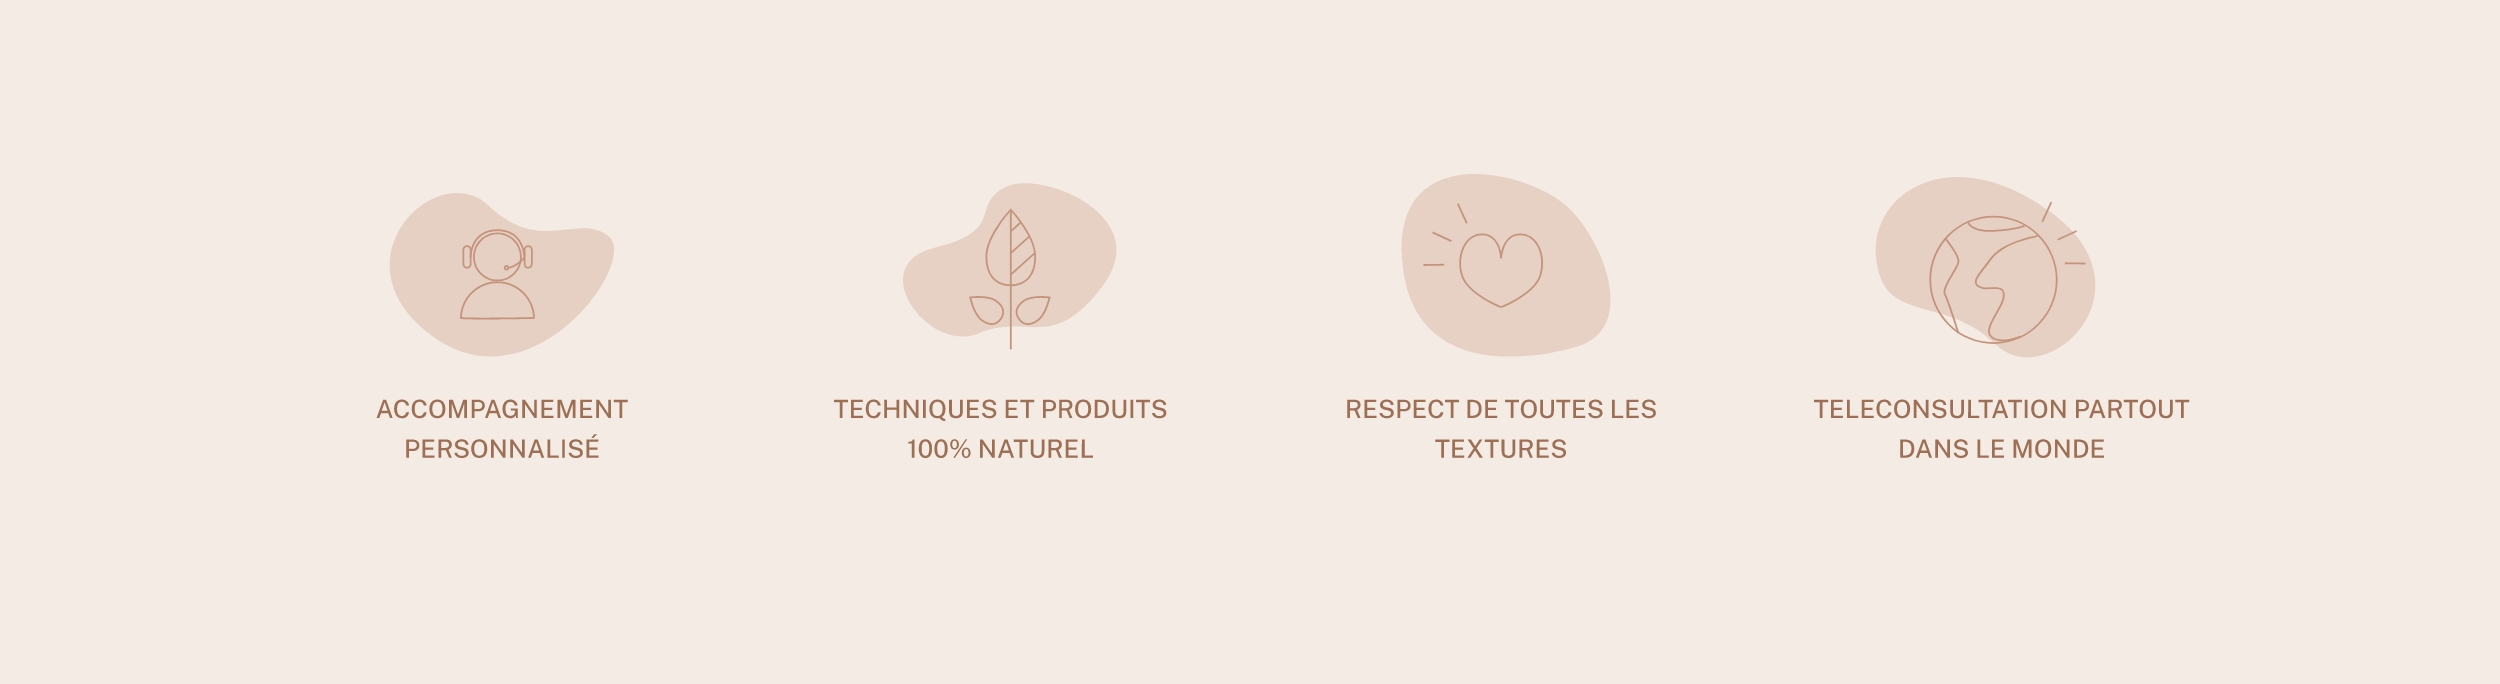 ACCOMPAGNEMENT
PERSONNALISÉ
TECHNIQUES ET PRODUITS
100% NATUREL
RESPECT DE TOUTES LES
TEXTURES
TELECONSULTATION PARTOUT
DANS LE MONDE